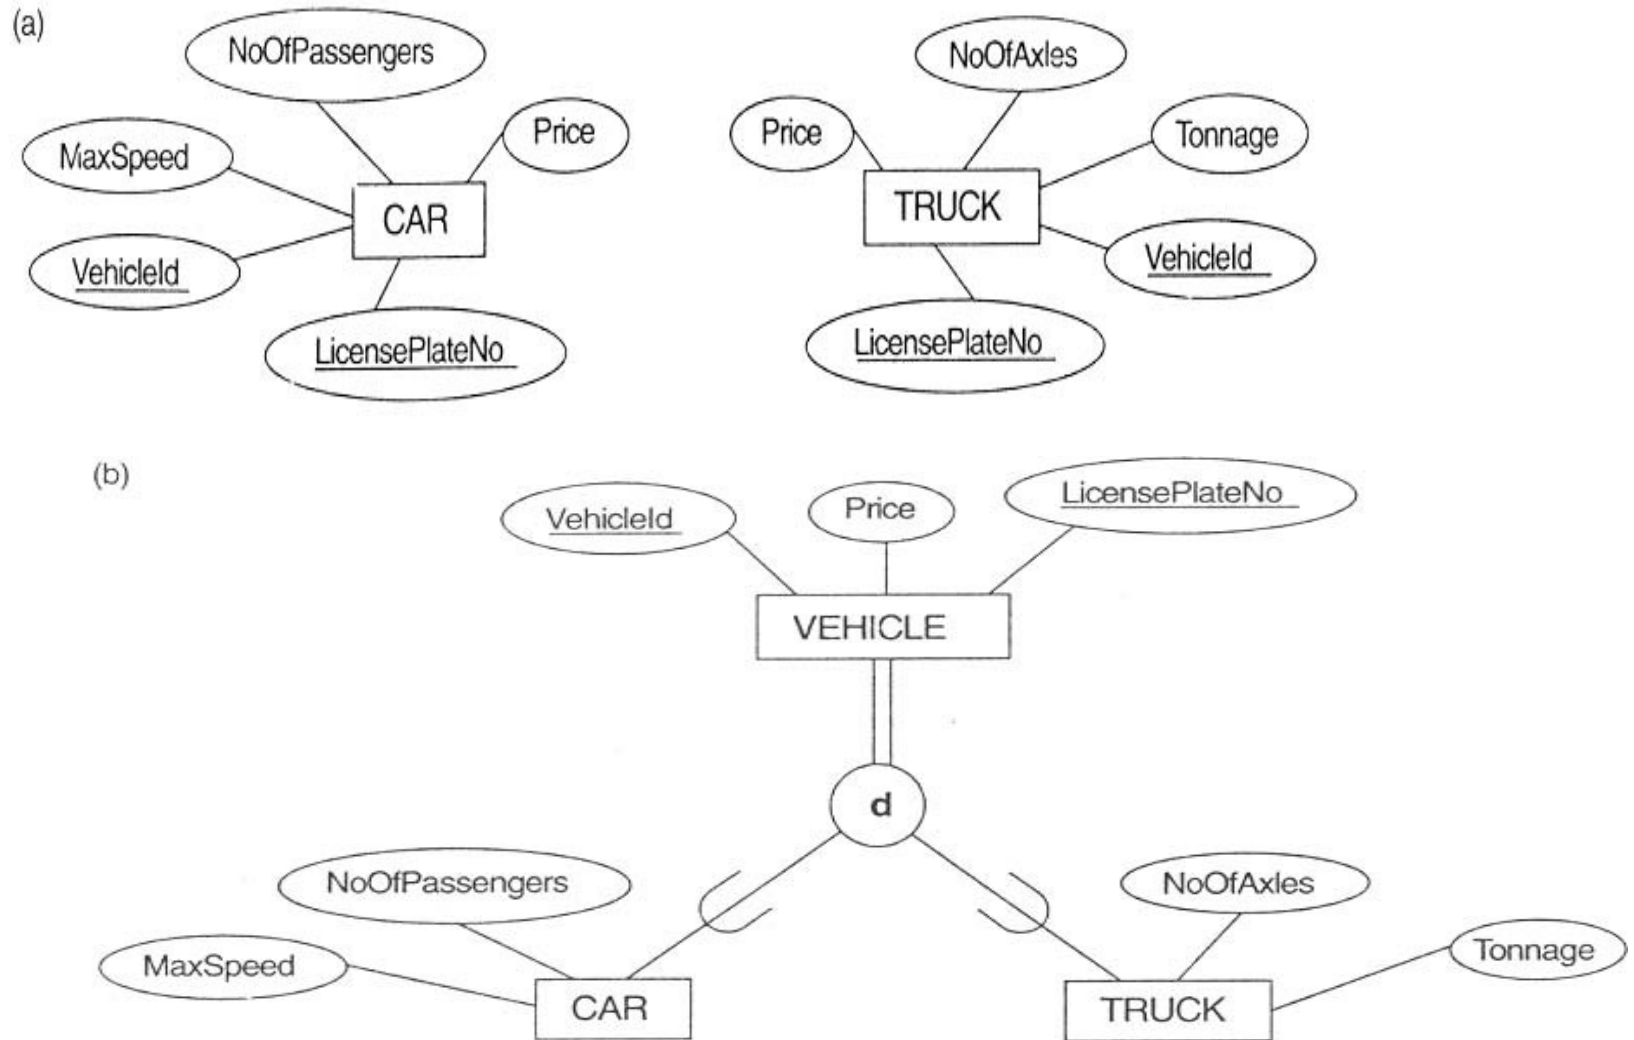 (a)
NoOfPassengers
NoOfAxles
MaxSpeed
Price
Price
Tonnage
CAR
TRUCK
VehicleId
VehicleId
LicensePlateNo
LicensePlateNo
(b)
VehicleId
Price
LicensePlateNo
VEHICLE
d
NoOfPassengers
NoOfAxles
MaxSpeed
Tonnage
CAR
TRUCK